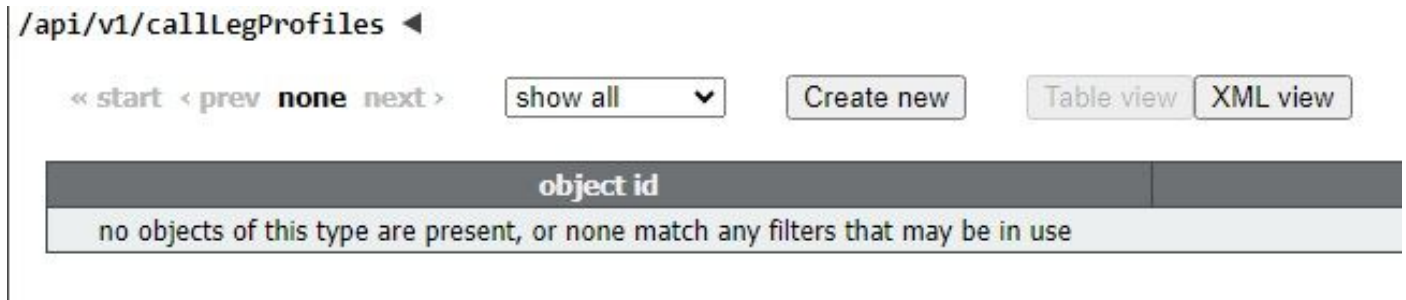 /api/v1/callLegProfiles ◄
« start ‹ prev none next › show all Create new Table view XML view
object id
no objects of this type are present, or none match any filters that may be in use